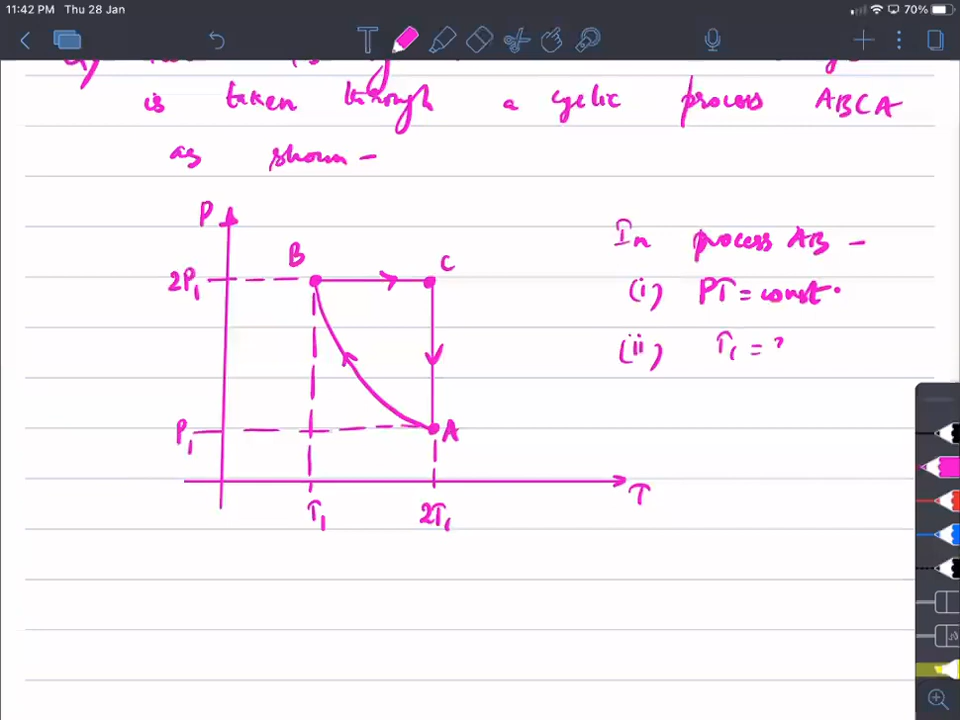 11:42 PM Thu 28 Jan
70%
is taken through a cyclic process ABCA
as shown -
P
B
C
2P₁
In process AB -
(i) PT = const.
(ii) T₁ = ?
P₁
A
T
T₁
2T₁